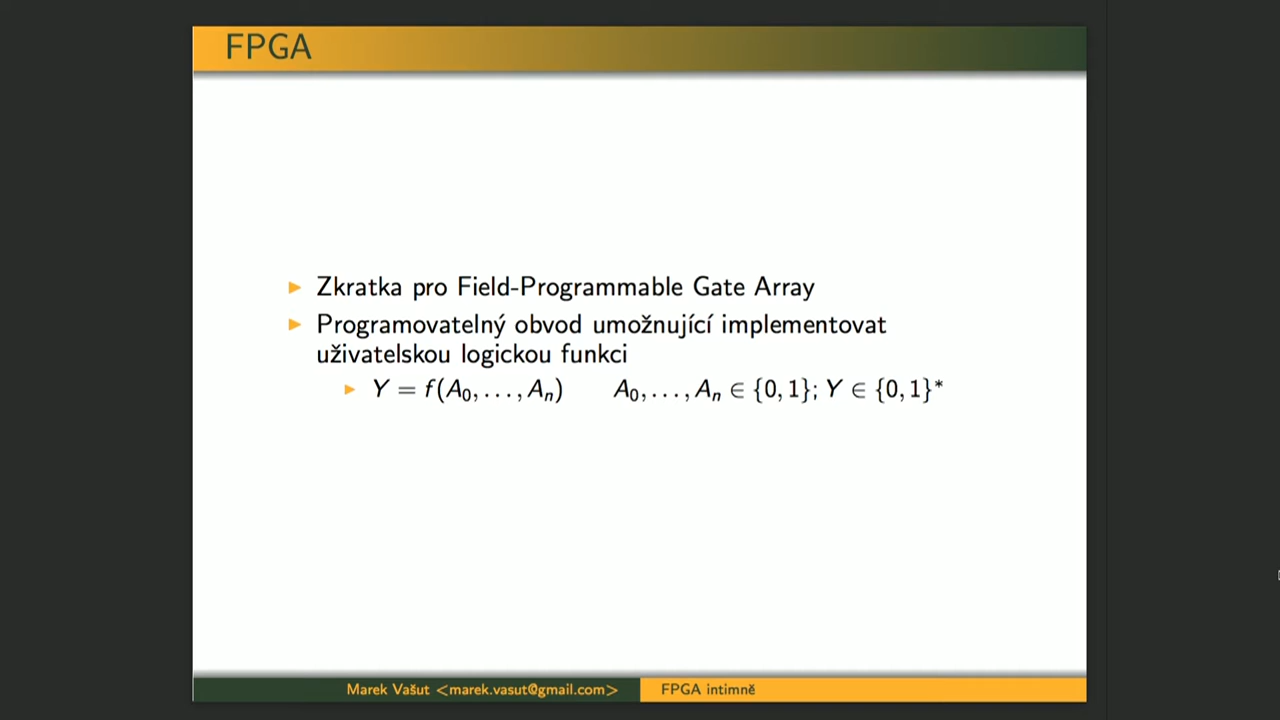 FPGA
Zkratka pro Field-Programmable Gate Array
Programovatelný obvod umožnující implementovat
uživatelskou logickou funkci
Y = f(A₀, . . . , Aₙ) A₀, . . . , Aₙ ∈ {0, 1}; Y ∈ {0, 1}*
Marek Vašut <marek.vasut@gmail.com> FPGA intimně